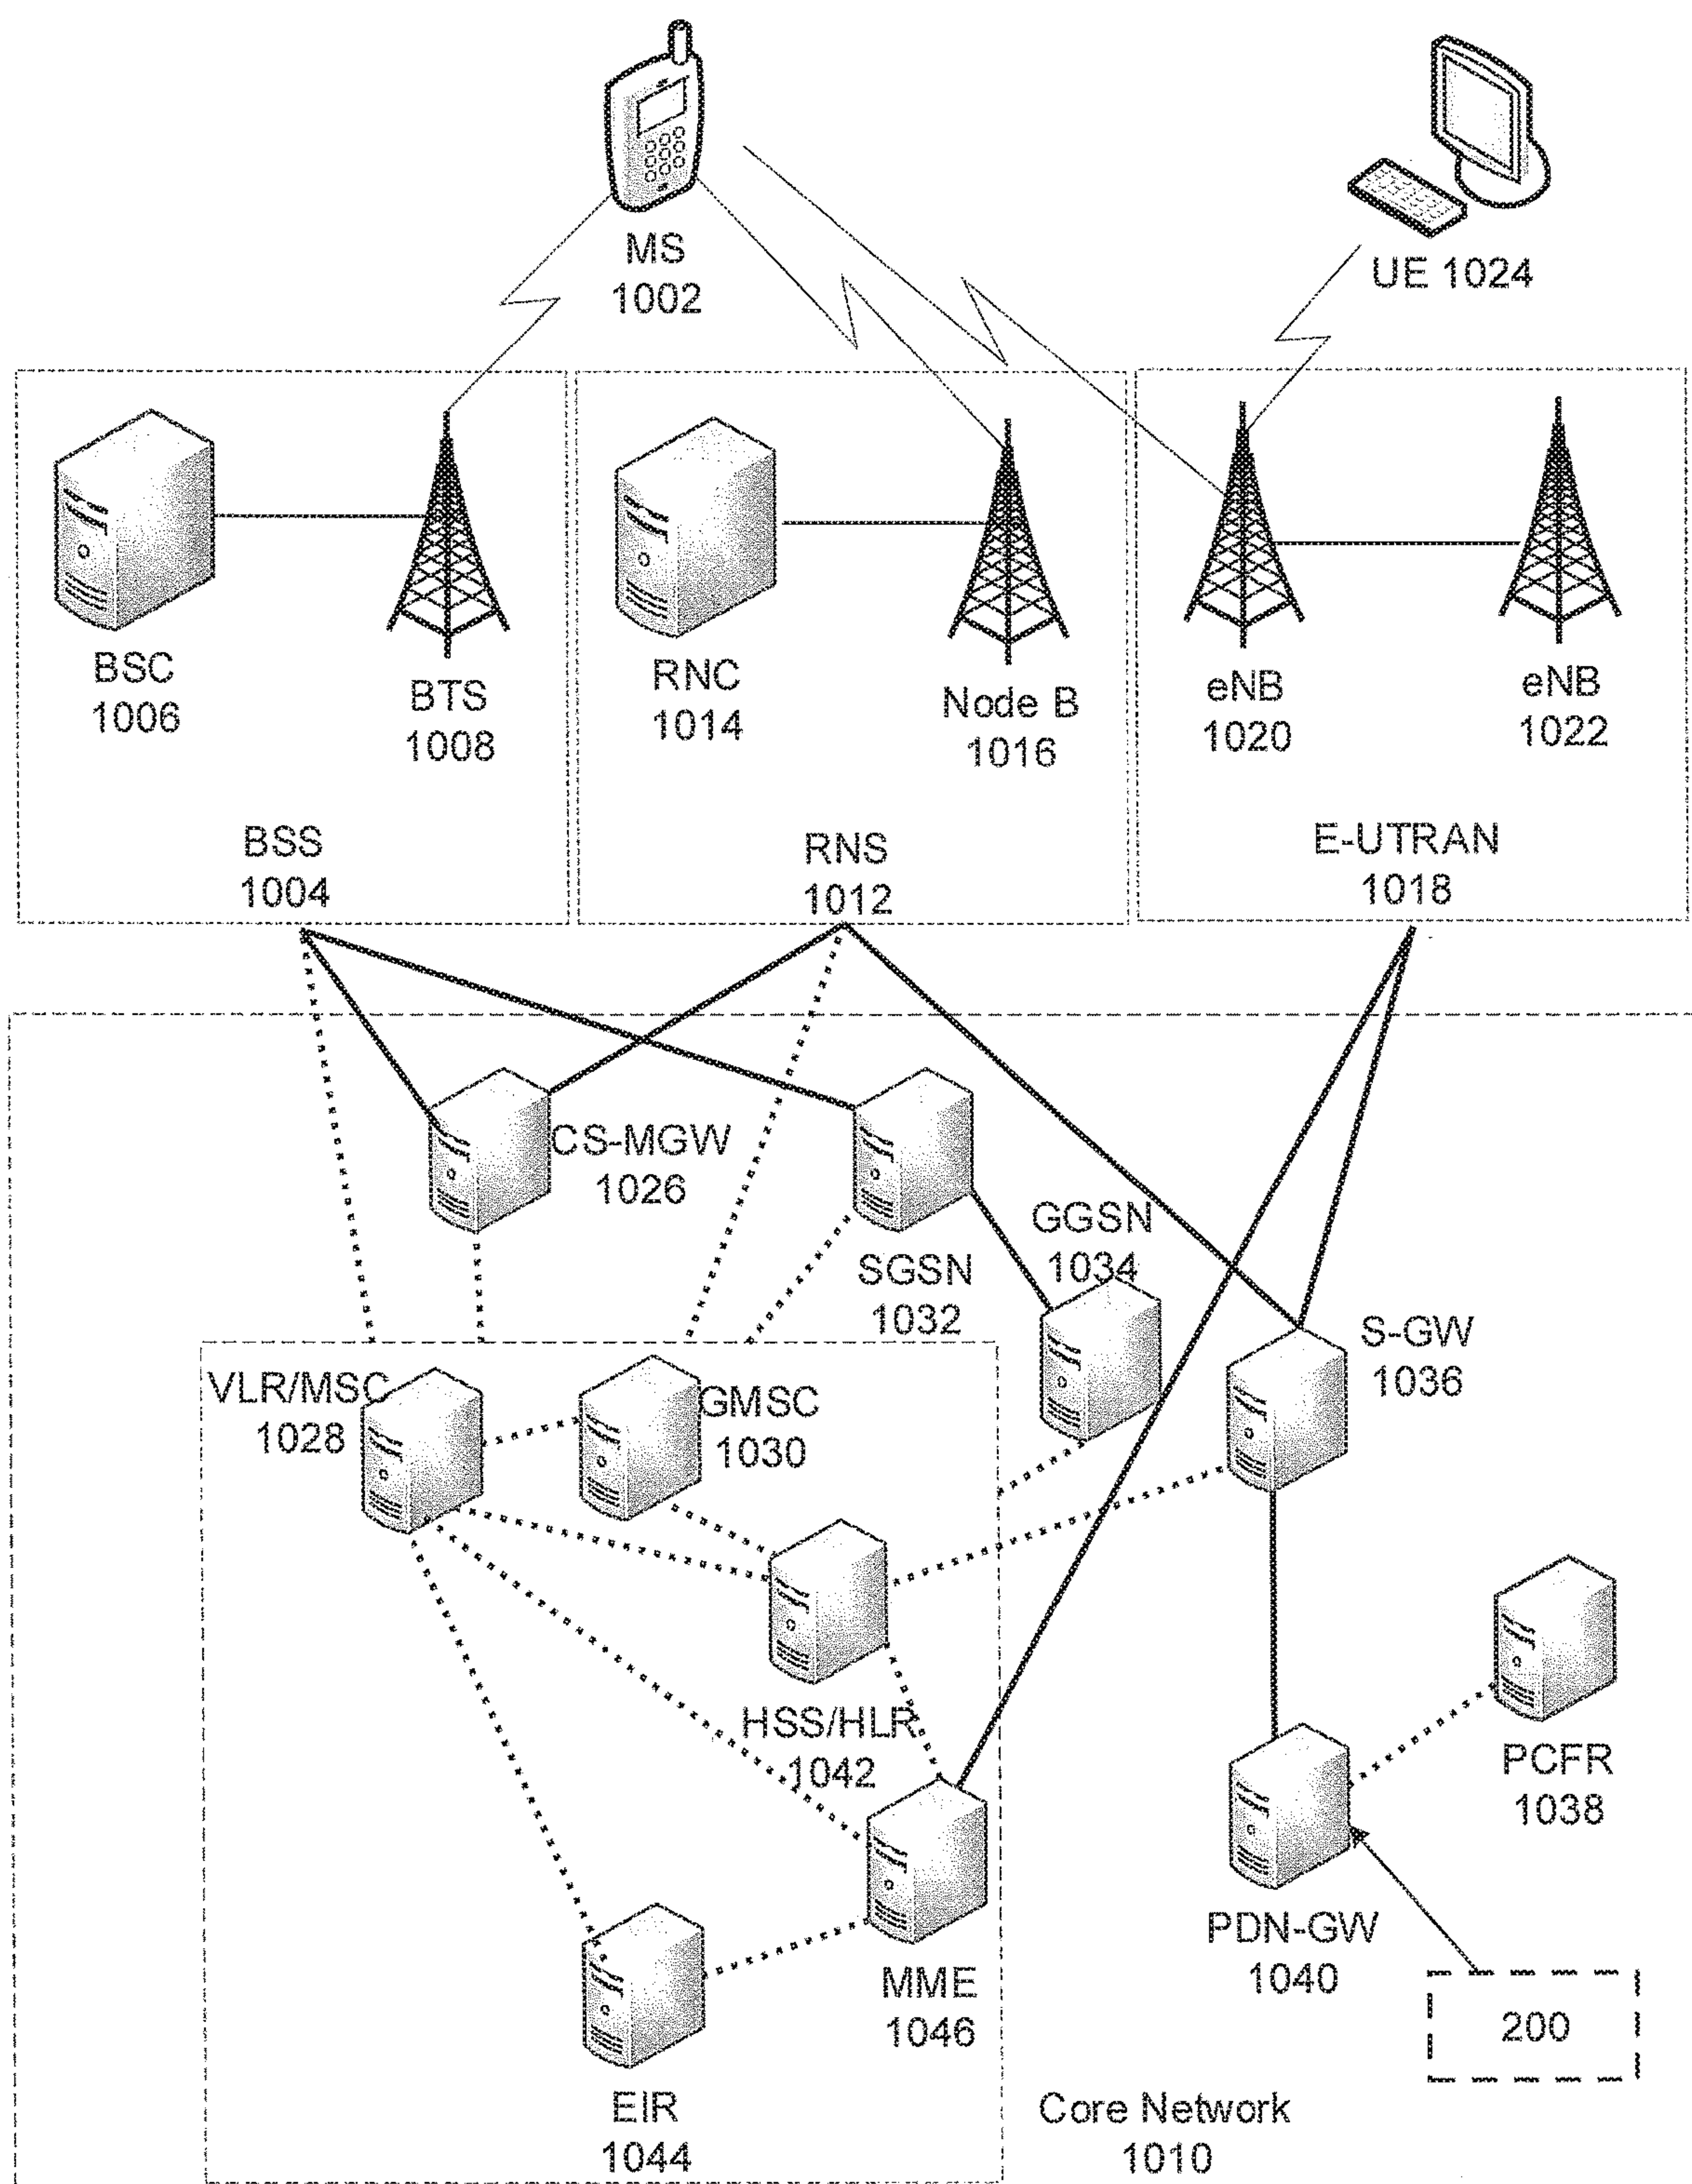 MS
1002
UE 1024
BSC
1006
BTS
1008
RNC
1014
Node B
1016
eNB
1020
eNB
1022
BSS
1004
RNS
1012
E-UTRAN
1018
CS-MGW
1026
SGSN
1032
GGSN
1034
S-GW
1036
VLR/MSC
1028
GMSC
1030
HSS/HLR
1042
PCFR
1038
PDN-GW
1040
MME
1046
200
EIR
1044
Core Network
1010